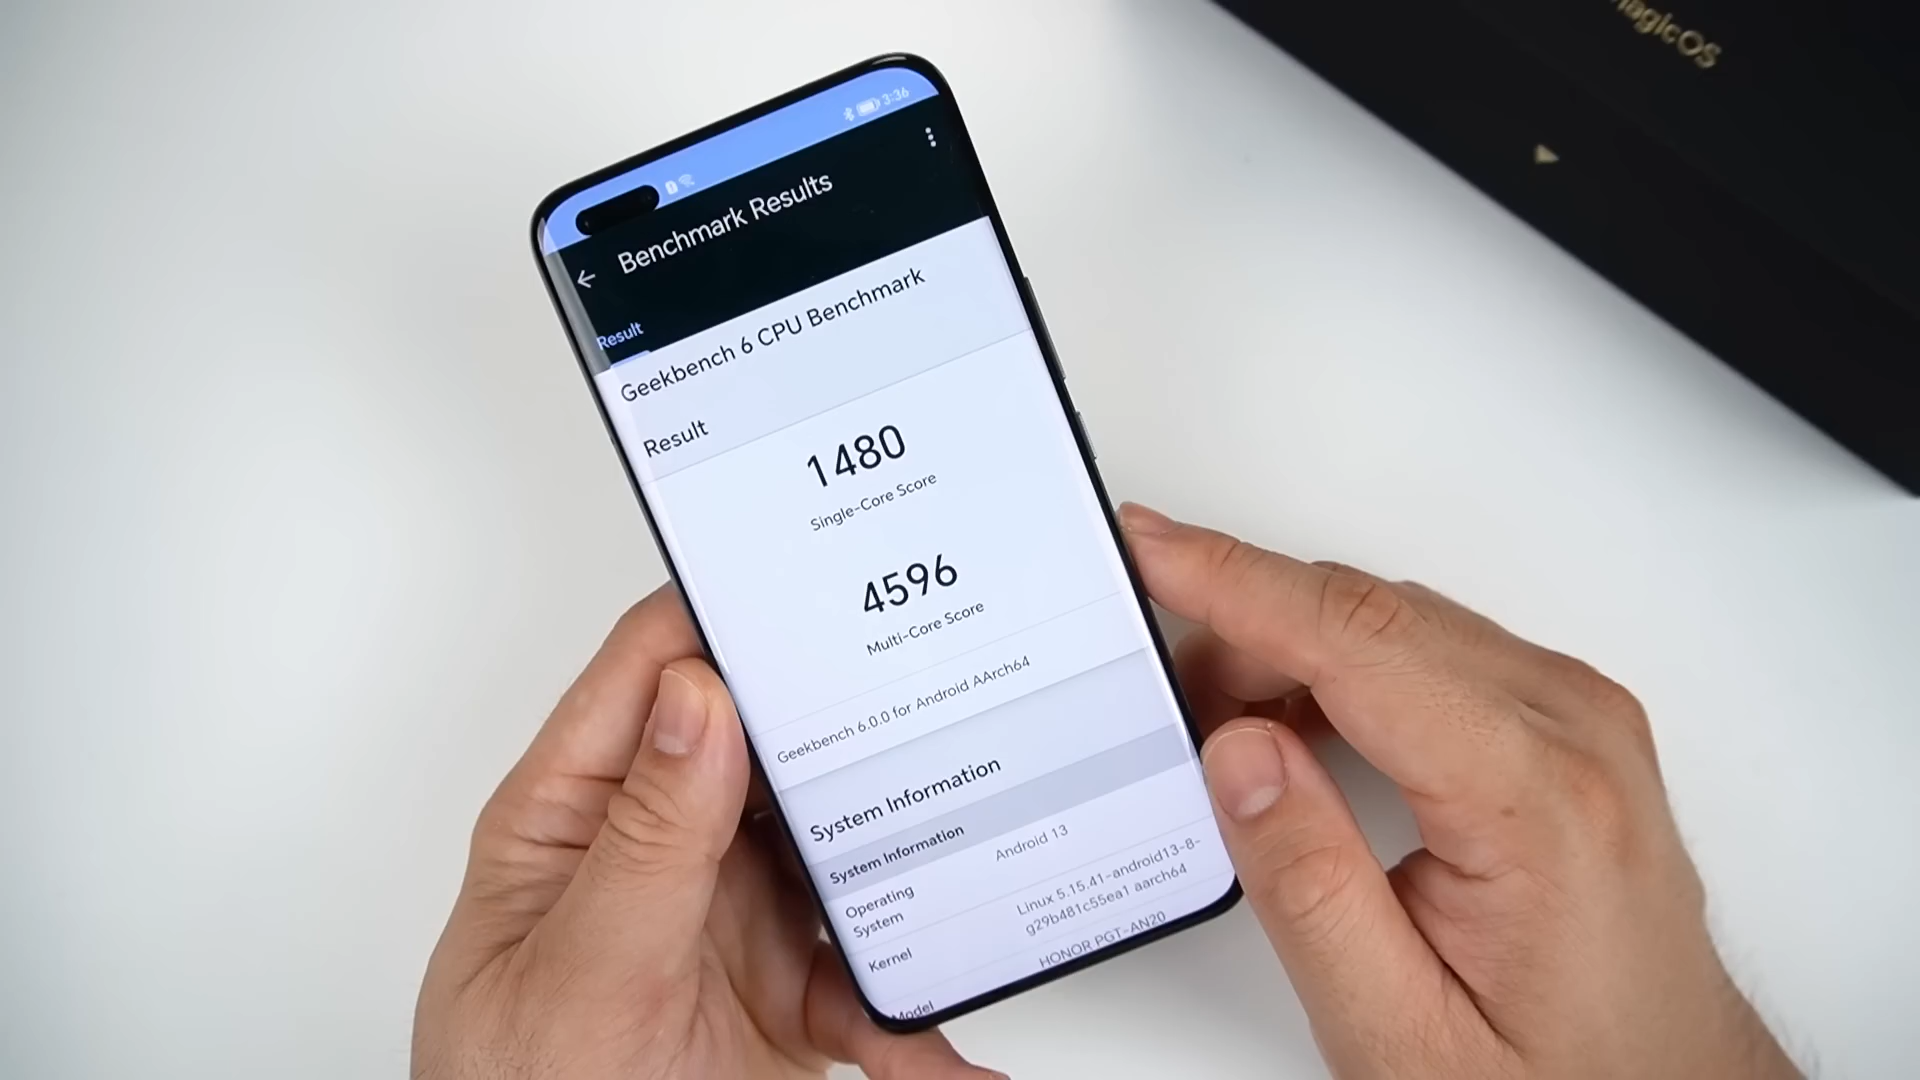 MagicOS
3:36
Benchmark Results
Result
Geekbench 6 CPU Benchmark
Result
1480
Single-Core Score
4596
Multi-Core Score
Geekbench 6.0.0 for Android AArch64
System Information
System Information
Operating
System
Android 13
Kernel
Linux 5.15.41-android13-8-
g29b481c55ea1 aarch64
Model
HONOR PGT-AN20